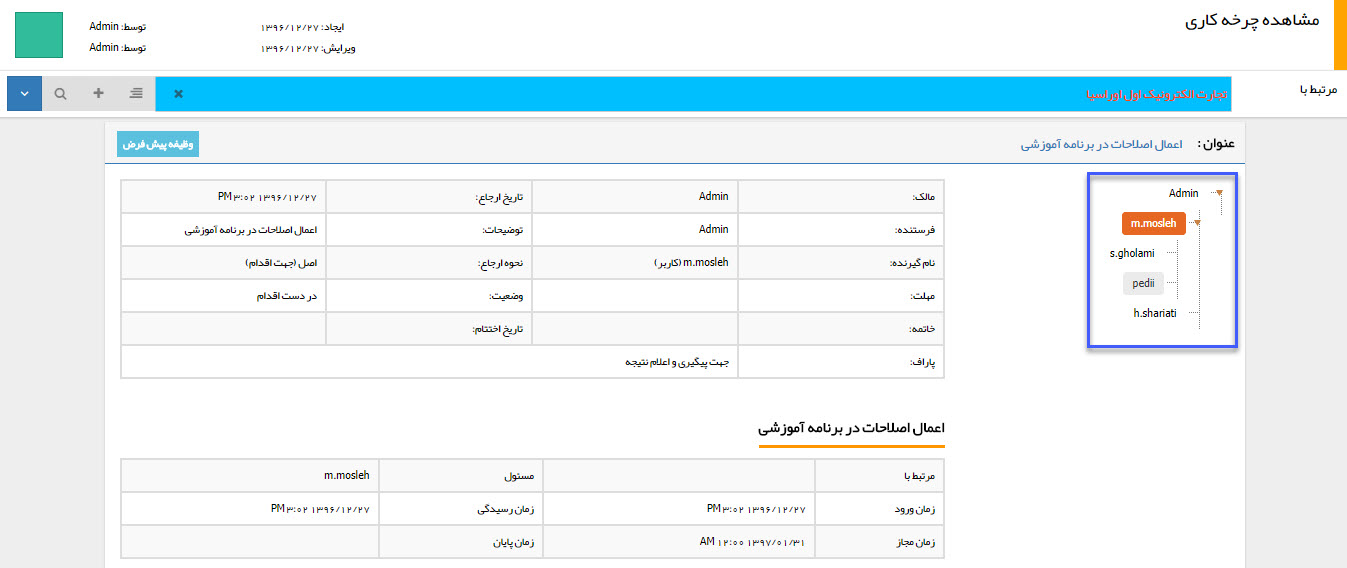 مشاهده چرخه کاری
ایجاد: ۱۳۹۶/۱۲/۲۷ توسط: Admin
ویرایش: ۱۳۹۶/۱۲/۲۷ توسط: Admin
مرتبط با
تجارت الکترونیک اول اوراسیا
عنوان : اعمال اصلاحات در برنامه آموزشی
وظیفه پیش فرض
Admin
m.mosleh
s.gholami
pedii
h.shariati
مالک: Admin تاریخ ارجاع: ۱۳۹۶/۱۲/۲۷ ۳:۰۲ PM
فرستنده: Admin توضیحات: اعمال اصلاحات در برنامه آموزشی
نام گیرنده: m.mosleh (کاربر) نحوه ارجاع: اصل (جهت اقدام)
مهلت: وضعیت: در دست اقدام
خاتمه: تاریخ اختتام:
پاراف: جهت پیگیری و اعلام نتیجه
اعمال اصلاحات در برنامه آموزشی
مرتبط با مسئول m.mosleh
زمان ورود ۱۳۹۶/۱۲/۲۷ ۳:۰۲ PM زمان رسیدگی ۱۳۹۶/۱۲/۲۷ ۳:۰۲ PM
زمان مجاز ۱۳۹۷/۰۱/۳۱ ۱۲:۰۰ AM زمان پایان